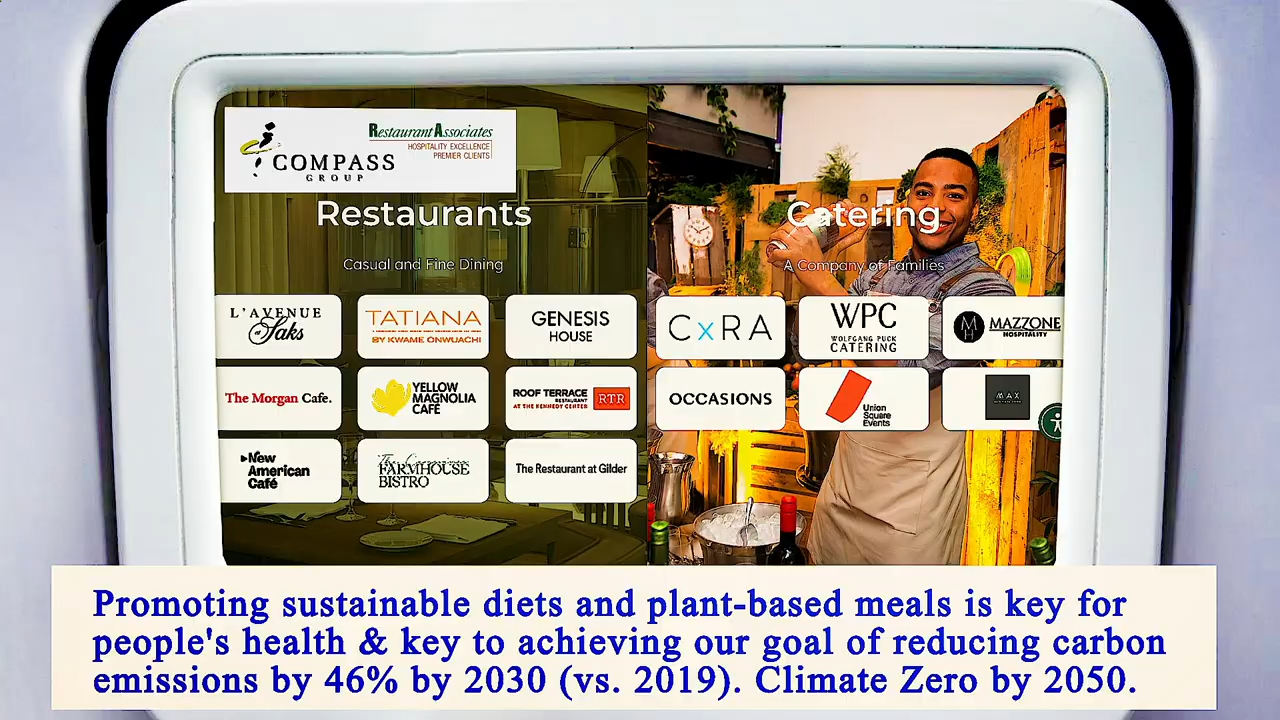 Restaurant Associates
HOSPITALITY EXCELLENCE
PREMIER CLIENTS
COMPASS
GROUP
Restaurants
Casual and Fine Dining
L'AVENUE
at Saks
TATIANA
BY KWAME ONWUACHI
GENESIS
HOUSE
The Morgan Cafe.
YELLOW
MAGNOLIA
CAFÉ
ROOF TERRACE
RESTAURANT
AT THE KENNEDY CENTER
RTR
New
American
Café
FARMHOUSE
BISTRO
The Restaurant at Gilder
Catering
A Company of Families
CxRA
WPC
WOLFGANG PUCK
CATERING
MH
MAZZONE
HOSPITALITY
OCCASIONS
Union
Square
Events
MAX
Promoting sustainable diets and plant-based meals is key for
people's health & key to achieving our goal of reducing carbon
emissions by 46% by 2030 (vs. 2019). Climate Zero by 2050.